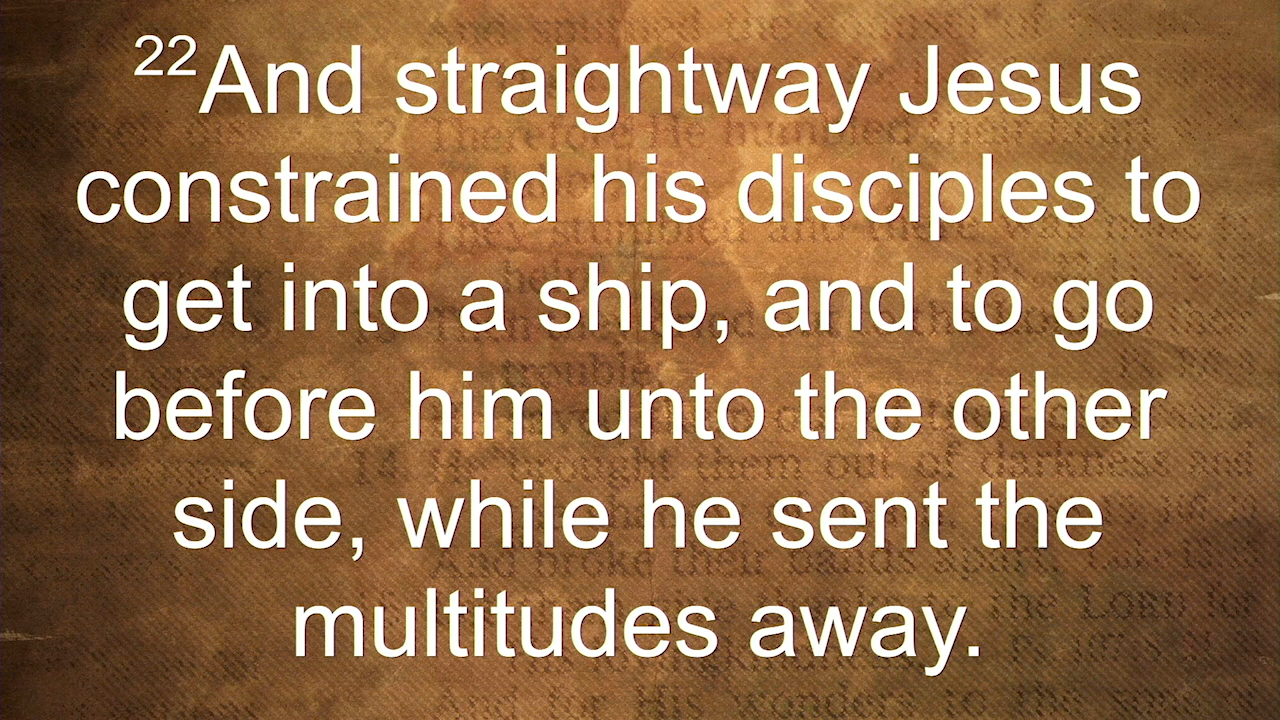 22And straightway Jesus
constrained his disciples to
get into a ship, and to go
before him unto the other
side, while he sent the
multitudes away.